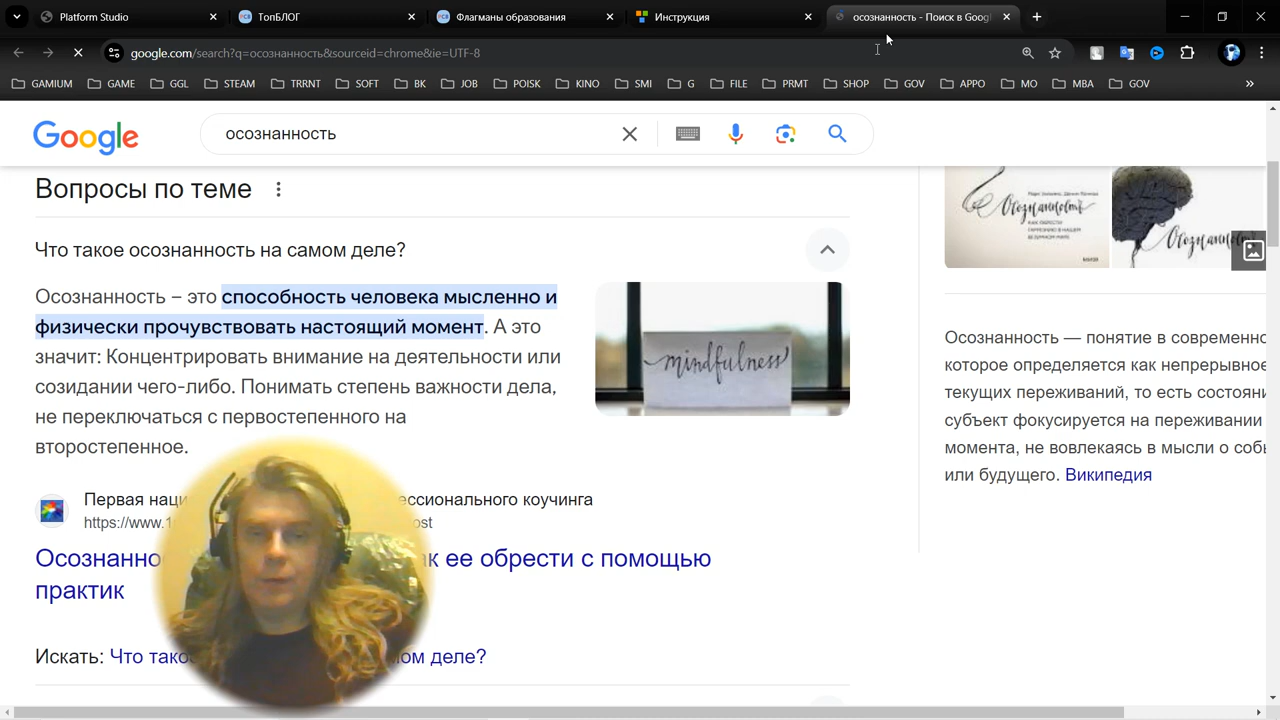 Platform Studio
ТопБЛОГ
Флагманы образования
Инструкция
осознанность - Поиск в Goog
google.com/search?q=осознанность&sourceid=chrome&ie=UTF-8
GAMIUM GAME GGL STEAM TRRNT SOFT BK JOB POISK KINO SMI G FILE PRMT SHOP GOV APPO MO MBA GOV »
Google
осознанность
Вопросы по теме
Что такое осознанность на самом деле?
Осознанность – это способность человека мысленно и
физически прочувствовать настоящий момент. А это
значит: Концентрировать внимание на деятельности или
созидании чего-либо. Понимать степень важности дела,
не переключаться с первостепенного на
второстепенное.
mindfulness
Первая наци
ессионального коучинга
https://www.1
ost
Осознанно
к ее обрести с помощью
практик
Искать: Что тако
ом деле?
Осознанность
Осознанность
Осознанность — понятие в современно
которое определяется как непрерывное
текущих переживаний, то есть состояни
субъект фокусируется на переживании
момента, не вовлекаясь в мысли о соб
или будущего. Википедия